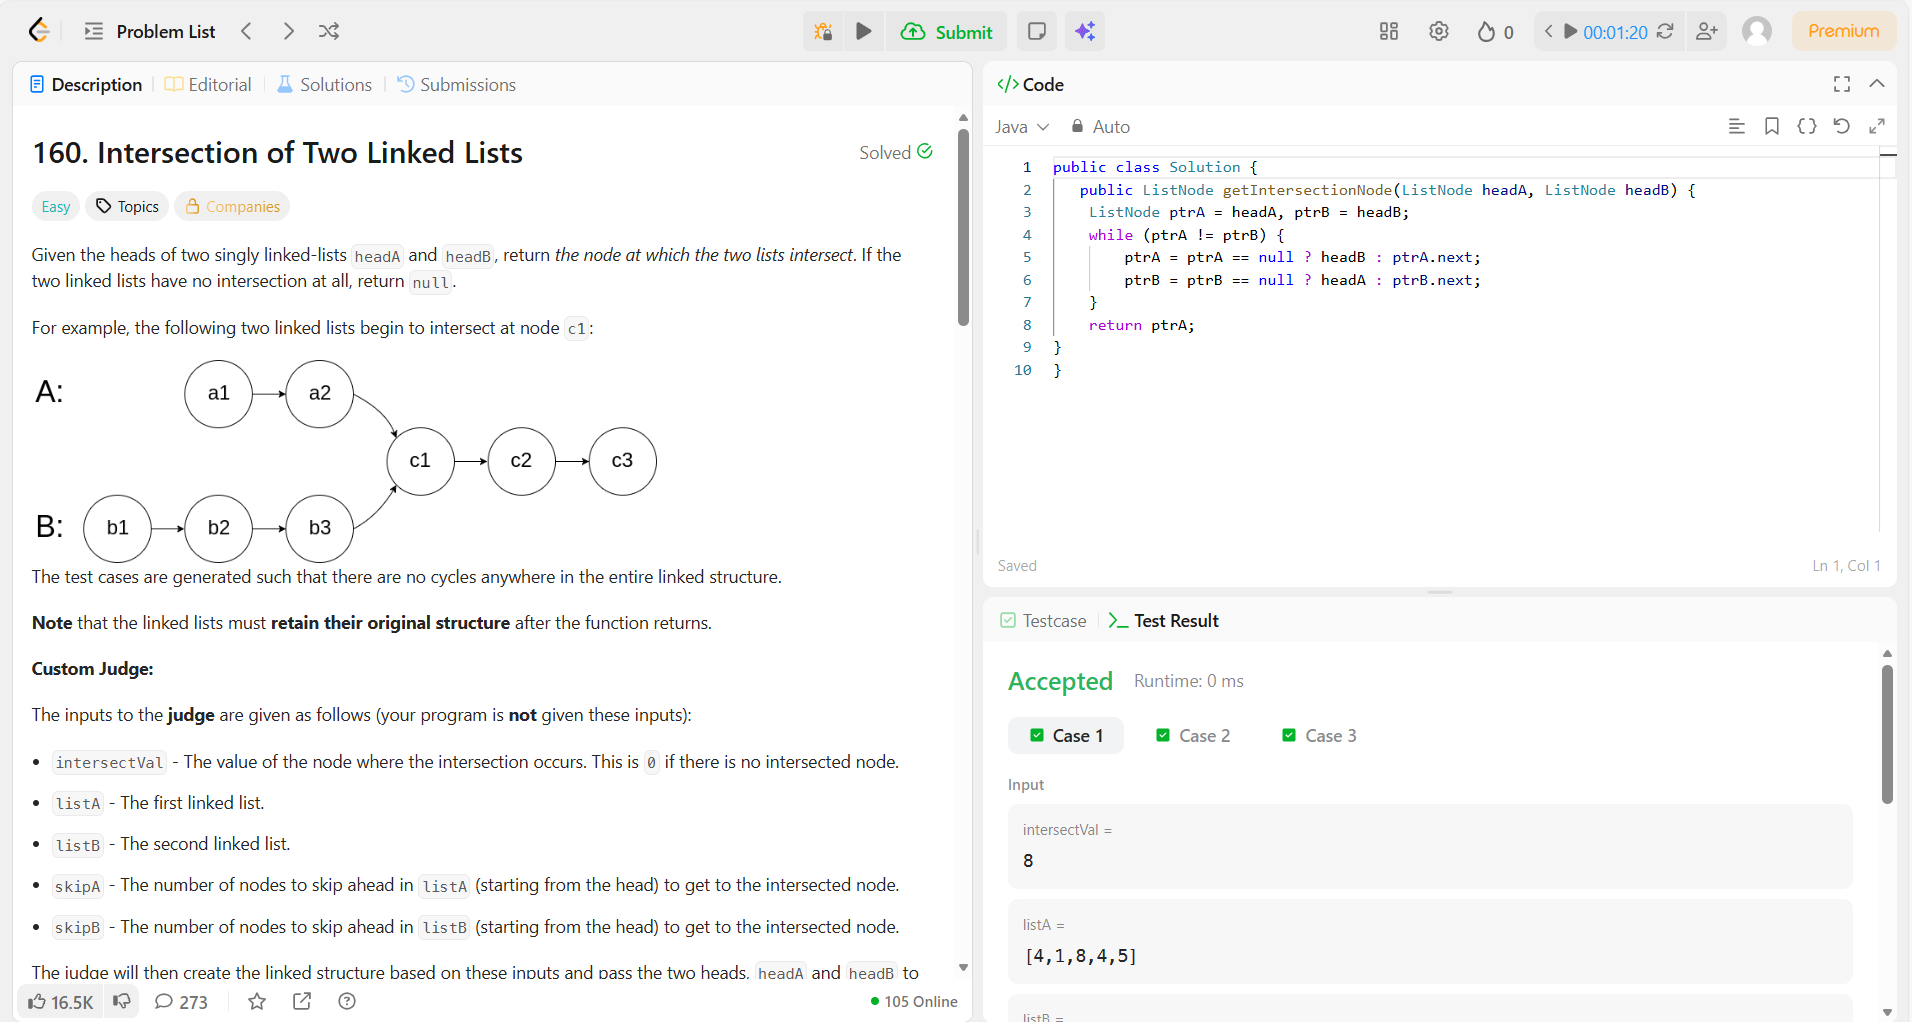 Problem List
Submit
0
00:01:20
Premium
Description
Editorial
Solutions
Submissions
160. Intersection of Two Linked Lists
Solved
Easy
Topics
Companies
Given the heads of two singly linked-lists headA and headB, return the node at which the two lists intersect. If the
two linked lists have no intersection at all, return null.
For example, the following two linked lists begin to intersect at node c1:
A:
a1
a2
c1
c2
c3
B:
b1
b2
b3
The test cases are generated such that there are no cycles anywhere in the entire linked structure.
Note that the linked lists must retain their original structure after the function returns.
Custom Judge:
The inputs to the judge are given as follows (your program is not given these inputs):
• intersectVal - The value of the node where the intersection occurs. This is 0 if there is no intersected node.
• listA - The first linked list.
• listB - The second linked list.
• skipA - The number of nodes to skip ahead in listA (starting from the head) to get to the intersected node.
• skipB - The number of nodes to skip ahead in listB (starting from the head) to get to the intersected node.
The judge will then create the linked structure based on these inputs and pass the two heads, headA and headB to
16.5K
273
105 Online
</> Code
Java
Auto
1 public class Solution {
2 public ListNode getIntersectionNode(ListNode headA, ListNode headB) {
3 ListNode ptrA = headA, ptrB = headB;
4 while (ptrA != ptrB) {
5 ptrA = ptrA == null ? headB : ptrA.next;
6 ptrB = ptrB == null ? headA : ptrB.next;
7 }
8 return ptrA;
9 }
10 }
Saved
Ln 1, Col 1
Testcase
Test Result
Accepted
Runtime: 0 ms
Case 1
Case 2
Case 3
Input
intersectVal =
8
listA =
[4,1,8,4,5]
listB =